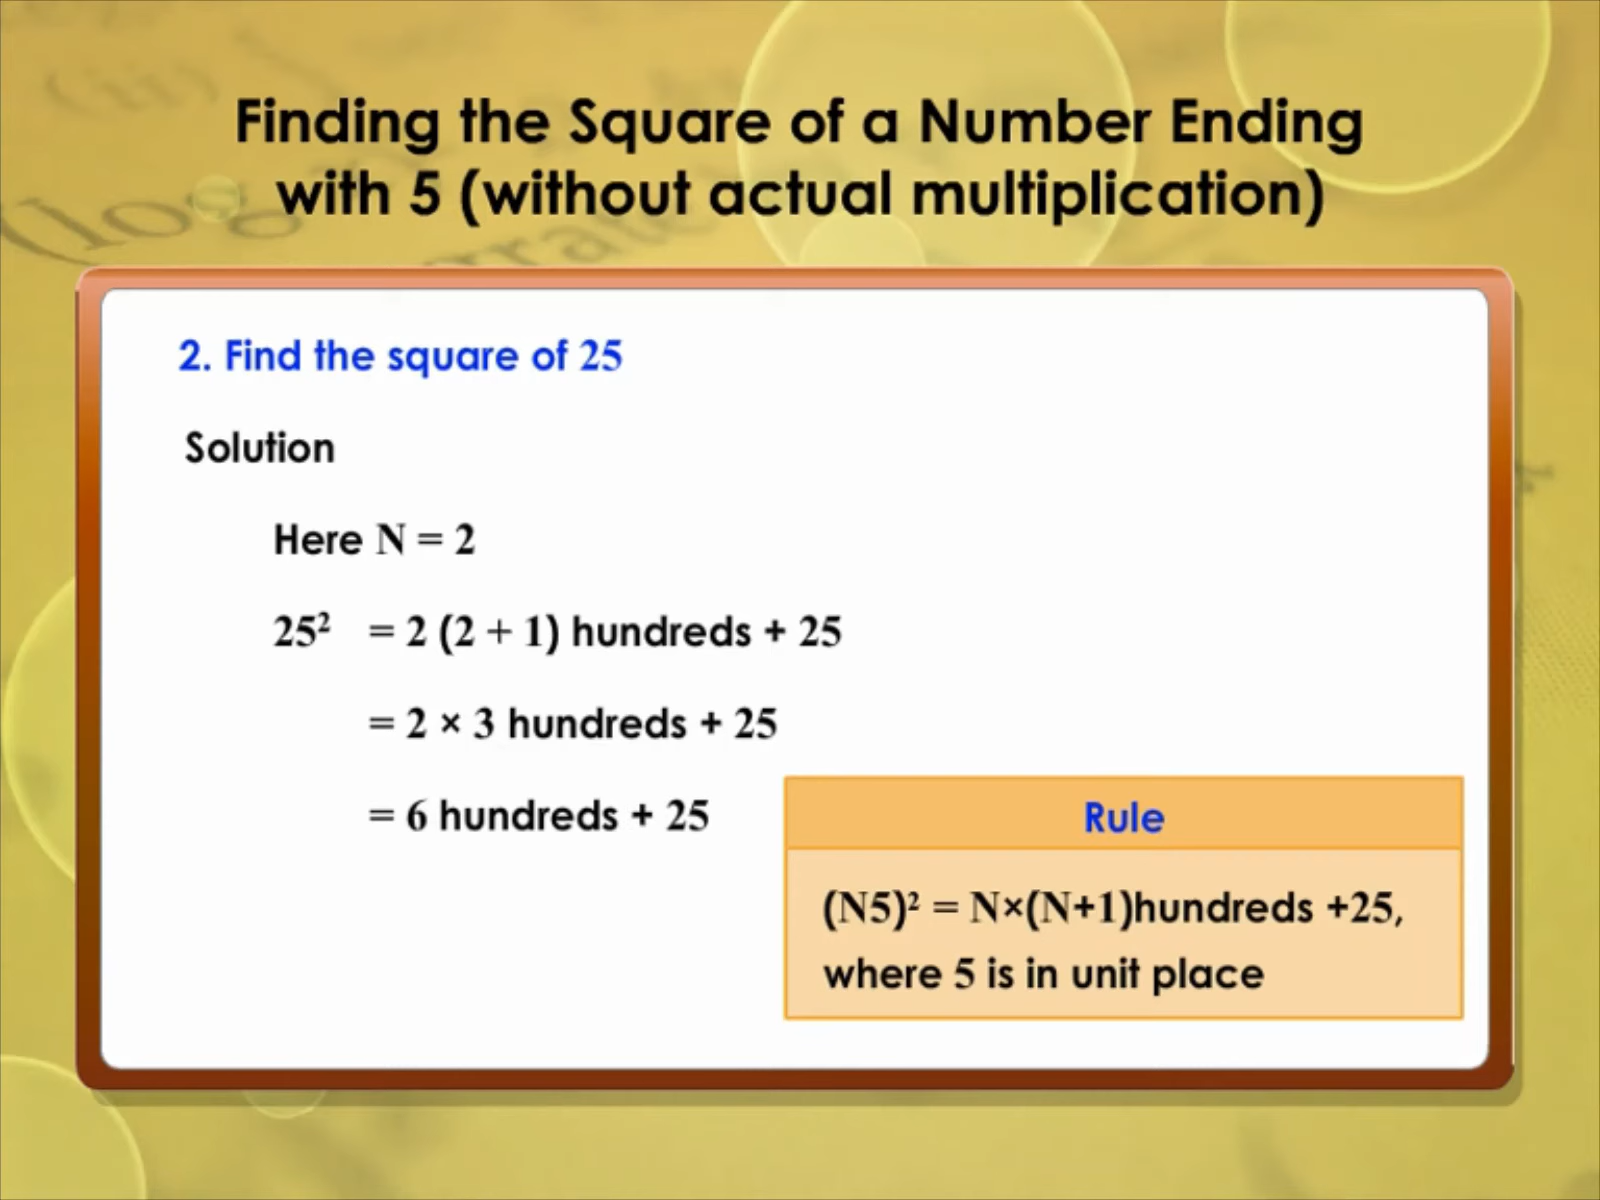 Finding the Square of a Number Ending
with 5 (without actual multiplication)
2. Find the square of 25
Solution
Here N = 2
25² = 2 (2 + 1) hundreds + 25
= 2 × 3 hundreds + 25
= 6 hundreds + 25
Rule
(N5)² = N×(N+1)hundreds +25,
where 5 is in unit place
(ii)
(log